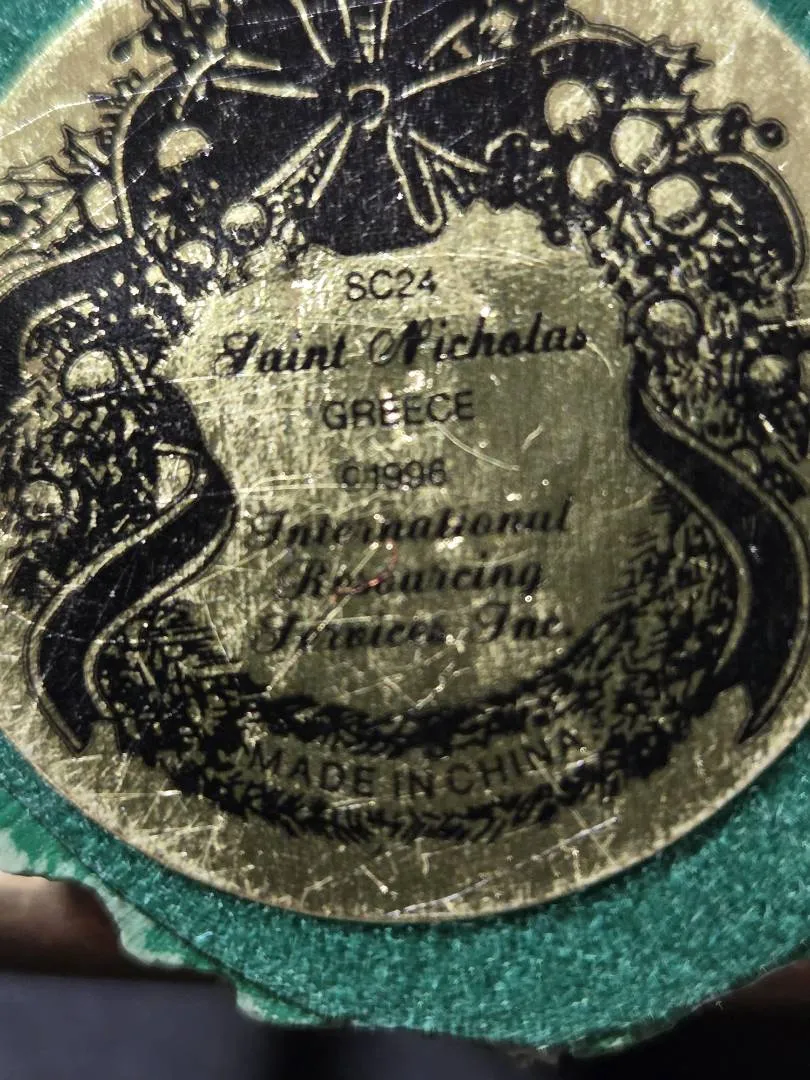 SC24
Saint Nicholas
GREECE
©1996
International
Resourcing
Services, Inc.
MADE IN CHINA